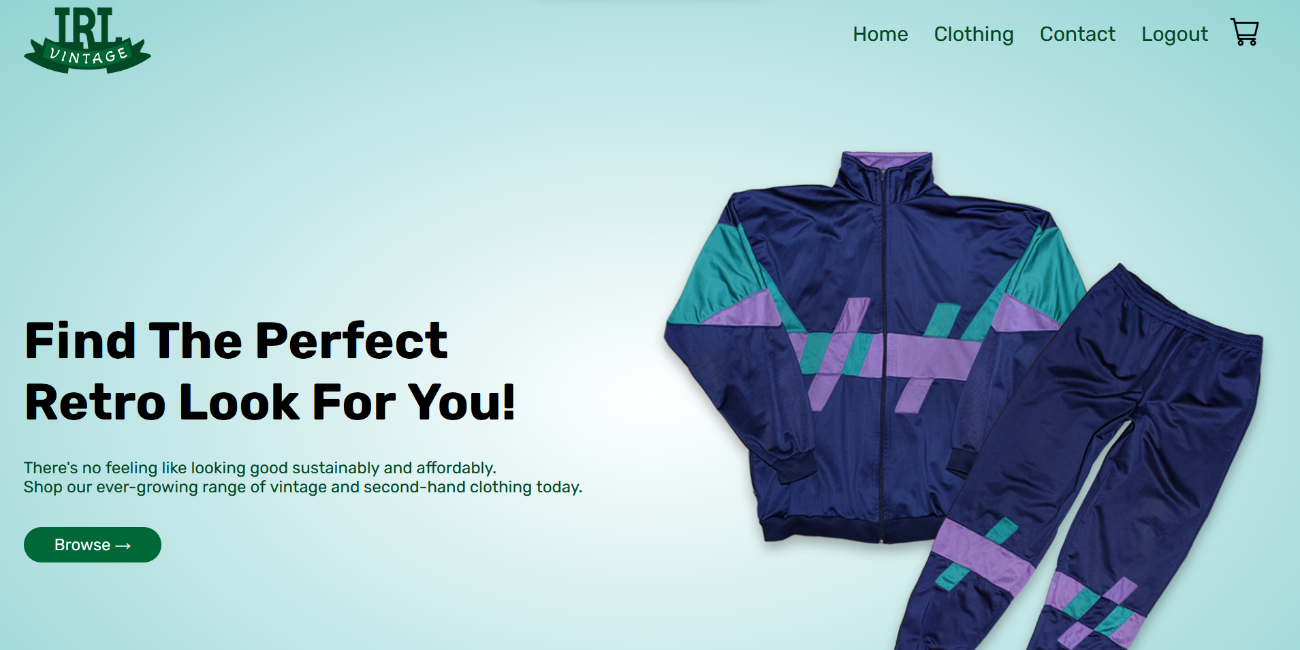 IRL
VINTAGE
Home Clothing Contact Logout
Find The Perfect
Retro Look For You!
There's no feeling like looking good sustainably and affordably.
Shop our ever-growing range of vintage and second-hand clothing today.
Browse →